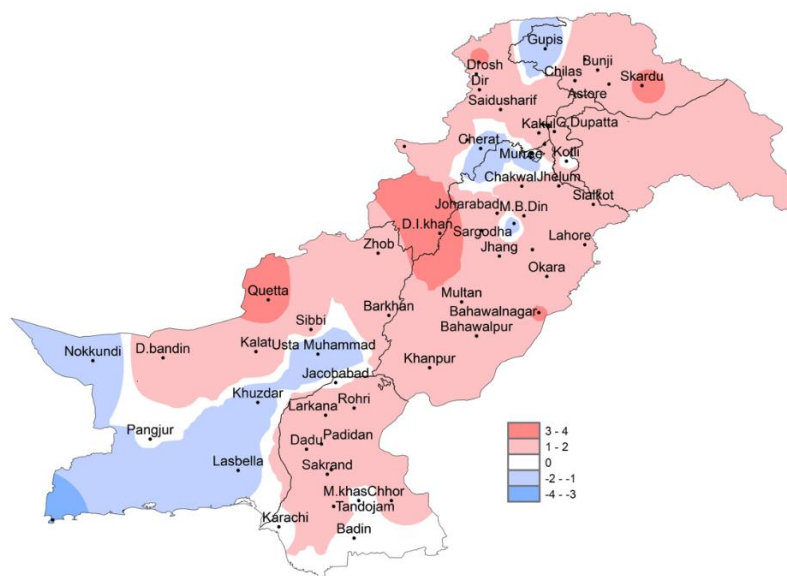 Gupis
Drosh
Dir
Chilas
Bunji
Skardu
Astore
Saidusharif
Kakul
G.Dupatta
Cherat
Murree
Kotli
Chakwal
Jhelum
Joharabad
M.B.Din
Sialkot
D.I.khan
Sargodha
Lahore
Zhob
Jhang
Okara
Quetta
Multan
Barkhan
Bahawalnagar
Sibbi
Bahawalpur
Nokkundi
D.bandin
Kalat
Usta Muhammad
Khanpur
Jacobabad
Khuzdar
Larkana
Rohri
Pangjur
Dadu
Padidan
Lasbella
Sakrand
M.khas
Chhor
Tandojam
Karachi
Badin
3 - 4
1 - 2
0
-2 - -1
-4 - -3